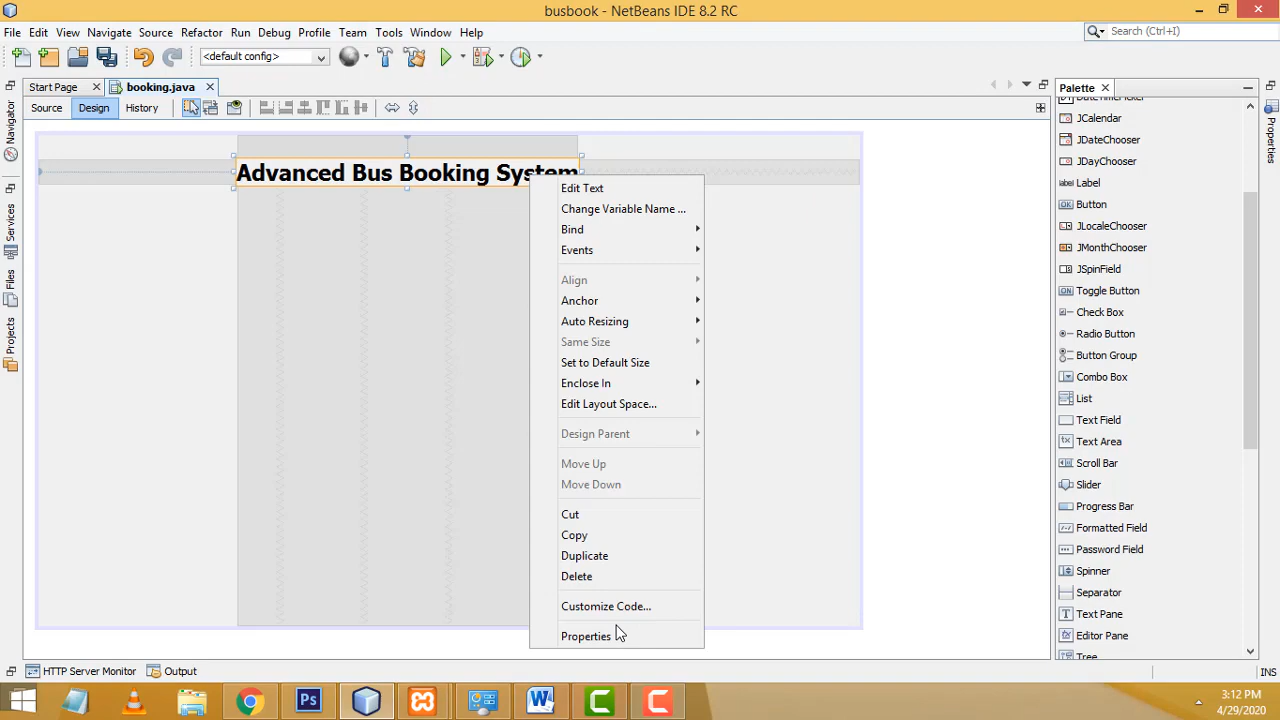 busbook - NetBeans IDE 8.2 RC
File Edit View Navigate Source Refactor Run Debug Profile Team Tools Window Help
Search (Ctrl+I)
<default config>
Start Page
booking.java
Source Design History
Advanced Bus Booking System
Edit Text
Change Variable Name ...
Bind
Events
Align
Anchor
Auto Resizing
Same Size
Set to Default Size
Enclose In
Edit Layout Space...
Design Parent
Move Up
Move Down
Cut
Copy
Duplicate
Delete
Customize Code...
Properties
Palette
DateTimePicker
JCalendar
JDateChooser
JDayChooser
Label
Button
JLocaleChooser
JMonthChooser
JSpinField
Toggle Button
Check Box
Radio Button
Button Group
Combo Box
List
Text Field
Text Area
Scroll Bar
Slider
Progress Bar
Formatted Field
Password Field
Spinner
Separator
Text Pane
Editor Pane
Tree
Navigator
Services
Files
Projects
Properties
HTTP Server Monitor
Output
INS
3:12 PM
4/29/2020